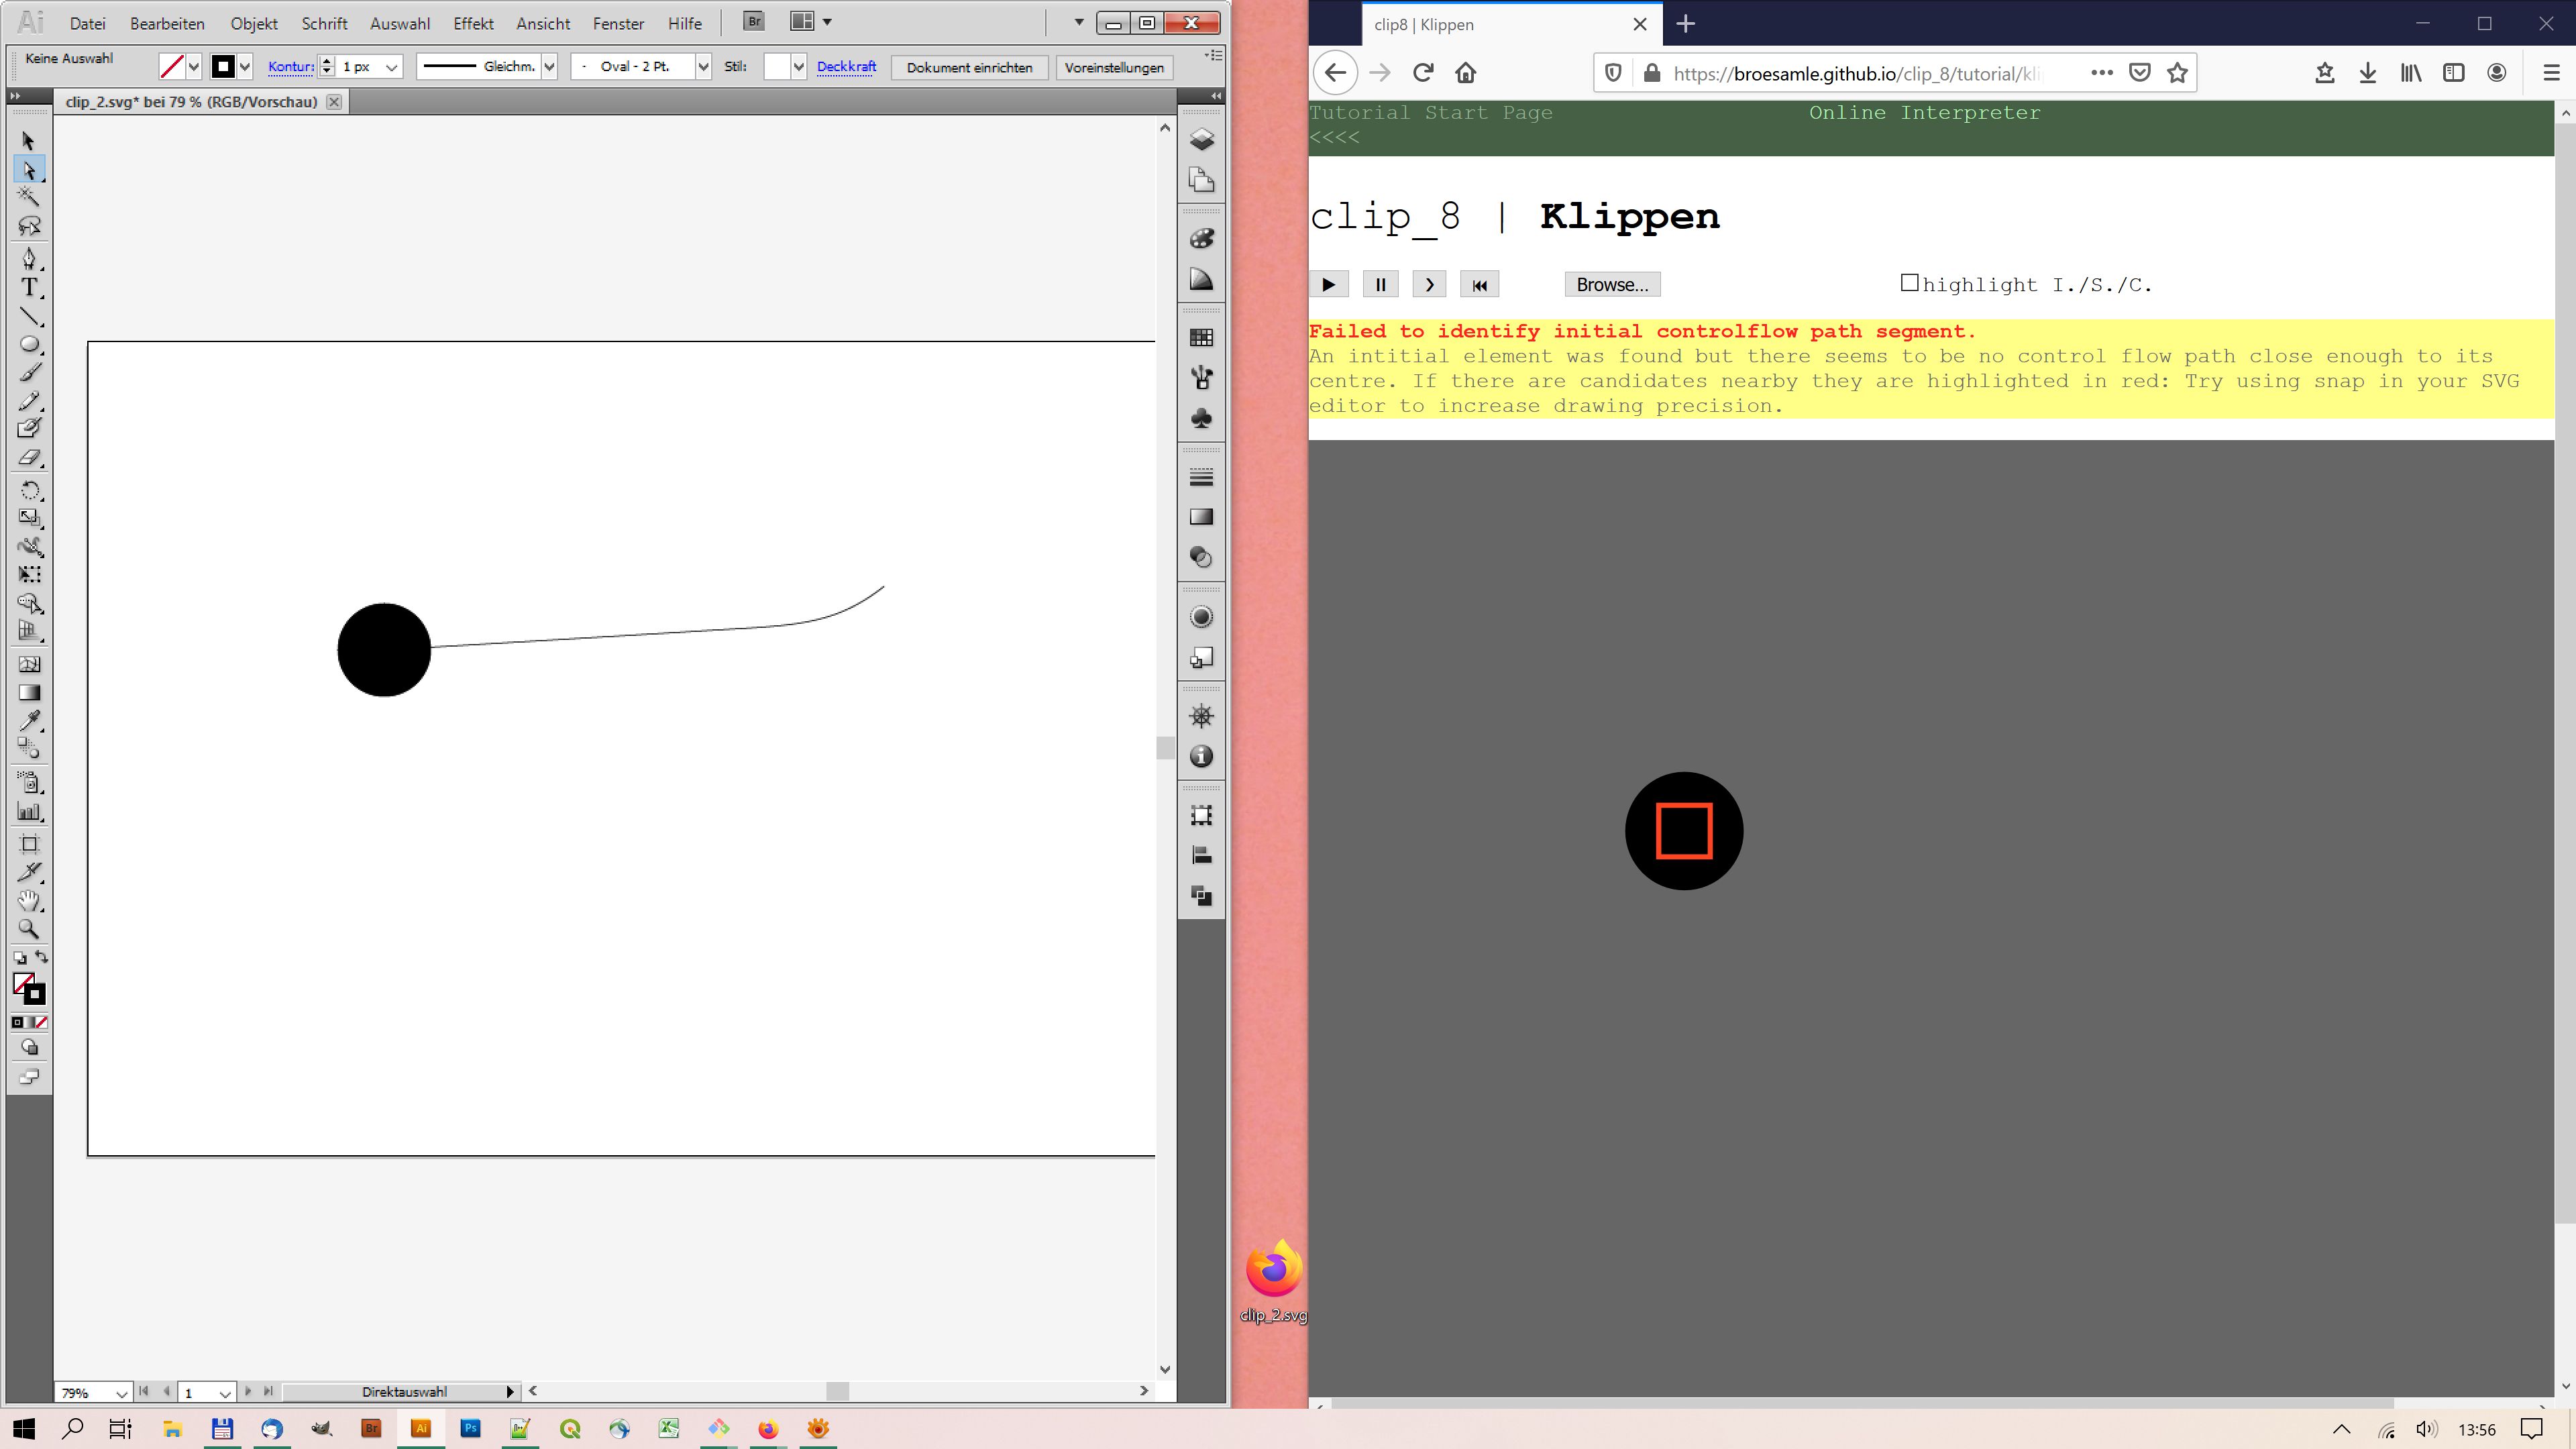 Ai Datei Bearbeiten Objekt Schrift Auswahl Effekt Ansicht Fenster Hilfe Br
Keine Auswahl Kontur: 1 px Gleichm. Oval - 2 Pt. Stil: Deckkraft Dokument einrichten Voreinstellungen
clip_2.svg* bei 79 % (RGB/Vorschau)
T
79% 1 Direktauswahl
clip_2.svg
clip8 | Klippen
https://broesamle.github.io/clip_8/tutorial/kli
Tutorial Start Page Online Interpreter
<<<<
clip_8 | Klippen
Browse... highlight I./S./C.
Failed to identify initial controlflow path segment.
An intitial element was found but there seems to be no control flow path close enough to its
centre. If there are candidates nearby they are highlighted in red: Try using snap in your SVG
editor to increase drawing precision.
Br Ai Ps 13:56